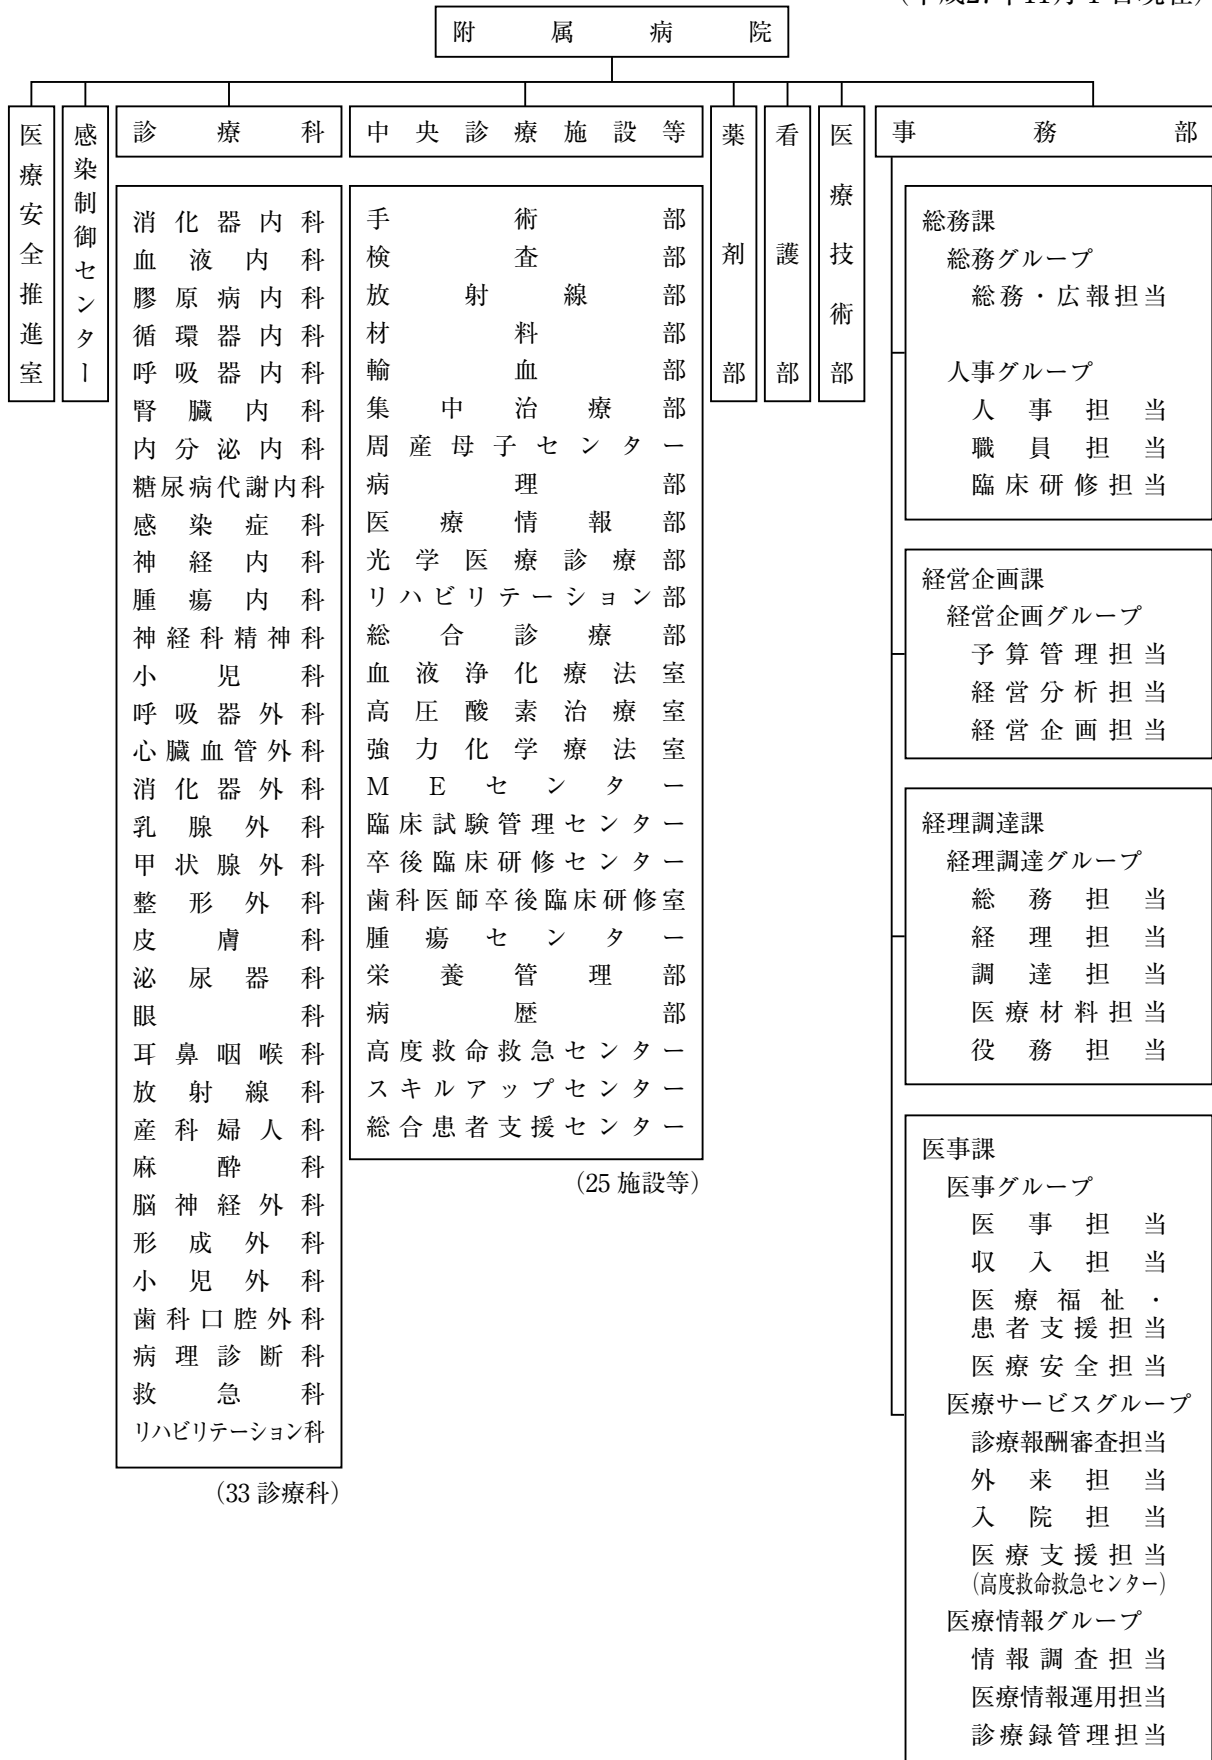 (平成27年11月1日現在)
附属病院
医療安全推進室
感染制御センター
診療科
消化器内科
血液内科
膠原病内科
循環器内科
呼吸器内科
腎臓内科
内分泌内科
糖尿病代謝内科
感染症科
神経内科
腫瘍内科
神経科精神科
小児科
呼吸器外科
心臓血管外科
消化器外科
乳腺外科
甲状腺外科
整形外科
皮膚科
泌尿器科
眼科
耳鼻咽喉科
放射線科
産科婦人科
麻酔科
脳神経外科
形成外科
小児外科
歯科口腔外科
病理診断科
救急科
リハビリテーション科
(33診療科)
中央診療施設等
手術部
検査部
放射線部
材料部
輸血部
集中治療部
周産母子センター
病理部
医療情報部
光学医療診療部
リハビリテーション部
総合診療部
血液浄化療法室
高圧酸素治療室
強力化学療法室
MEセンター
臨床試験管理センター
卒後臨床研修センター
歯科医師卒後臨床研修室
腫瘍センター
栄養管理部
病歴部
高度救命救急センター
スキルアップセンター
総合患者支援センター
(25施設等)
薬剤部
看護部
医療技術部
事務部
総務課
総務グループ
総務・広報担当
人事グループ
人事担当
職員担当
臨床研修担当
経営企画課
経営企画グループ
予算管理担当
経営分析担当
経営企画担当
経理調達課
経理調達グループ
総務担当
経理担当
調達担当
医療材料担当
役務担当
医事課
医事グループ
医事担当
収入担当
医療福祉・
患者支援担当
医療安全担当
医療サービスグループ
診療報酬審査担当
外来担当
入院担当
医療支援担当
(高度救命救急センター)
医療情報グループ
情報調査担当
医療情報運用担当
診療録管理担当